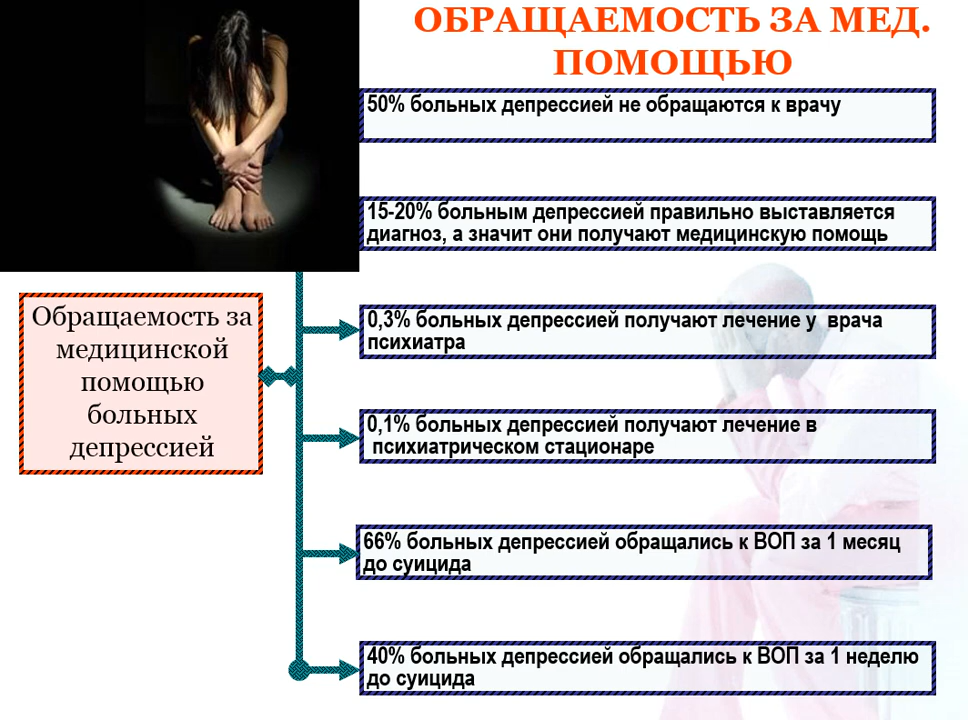 ОБРАЩАЕМОСТЬ ЗА МЕД.
ПОМОЩЬЮ
50% больных депрессией не обращаются к врачу
15-20% больным депрессией правильно выставляется
диагноз, а значит они получают медицинскую помощь
Обращаемость за
медицинской
помощью
больных
депрессией
0,3% больных депрессией получают лечение у врача
психиатра
0,1% больных депрессией получают лечение в
психиатрическом стационаре
66% больных депрессией обращались к ВОП за 1 месяц
до суицида
40% больных депрессией обращались к ВОП за 1 неделю
до суицида